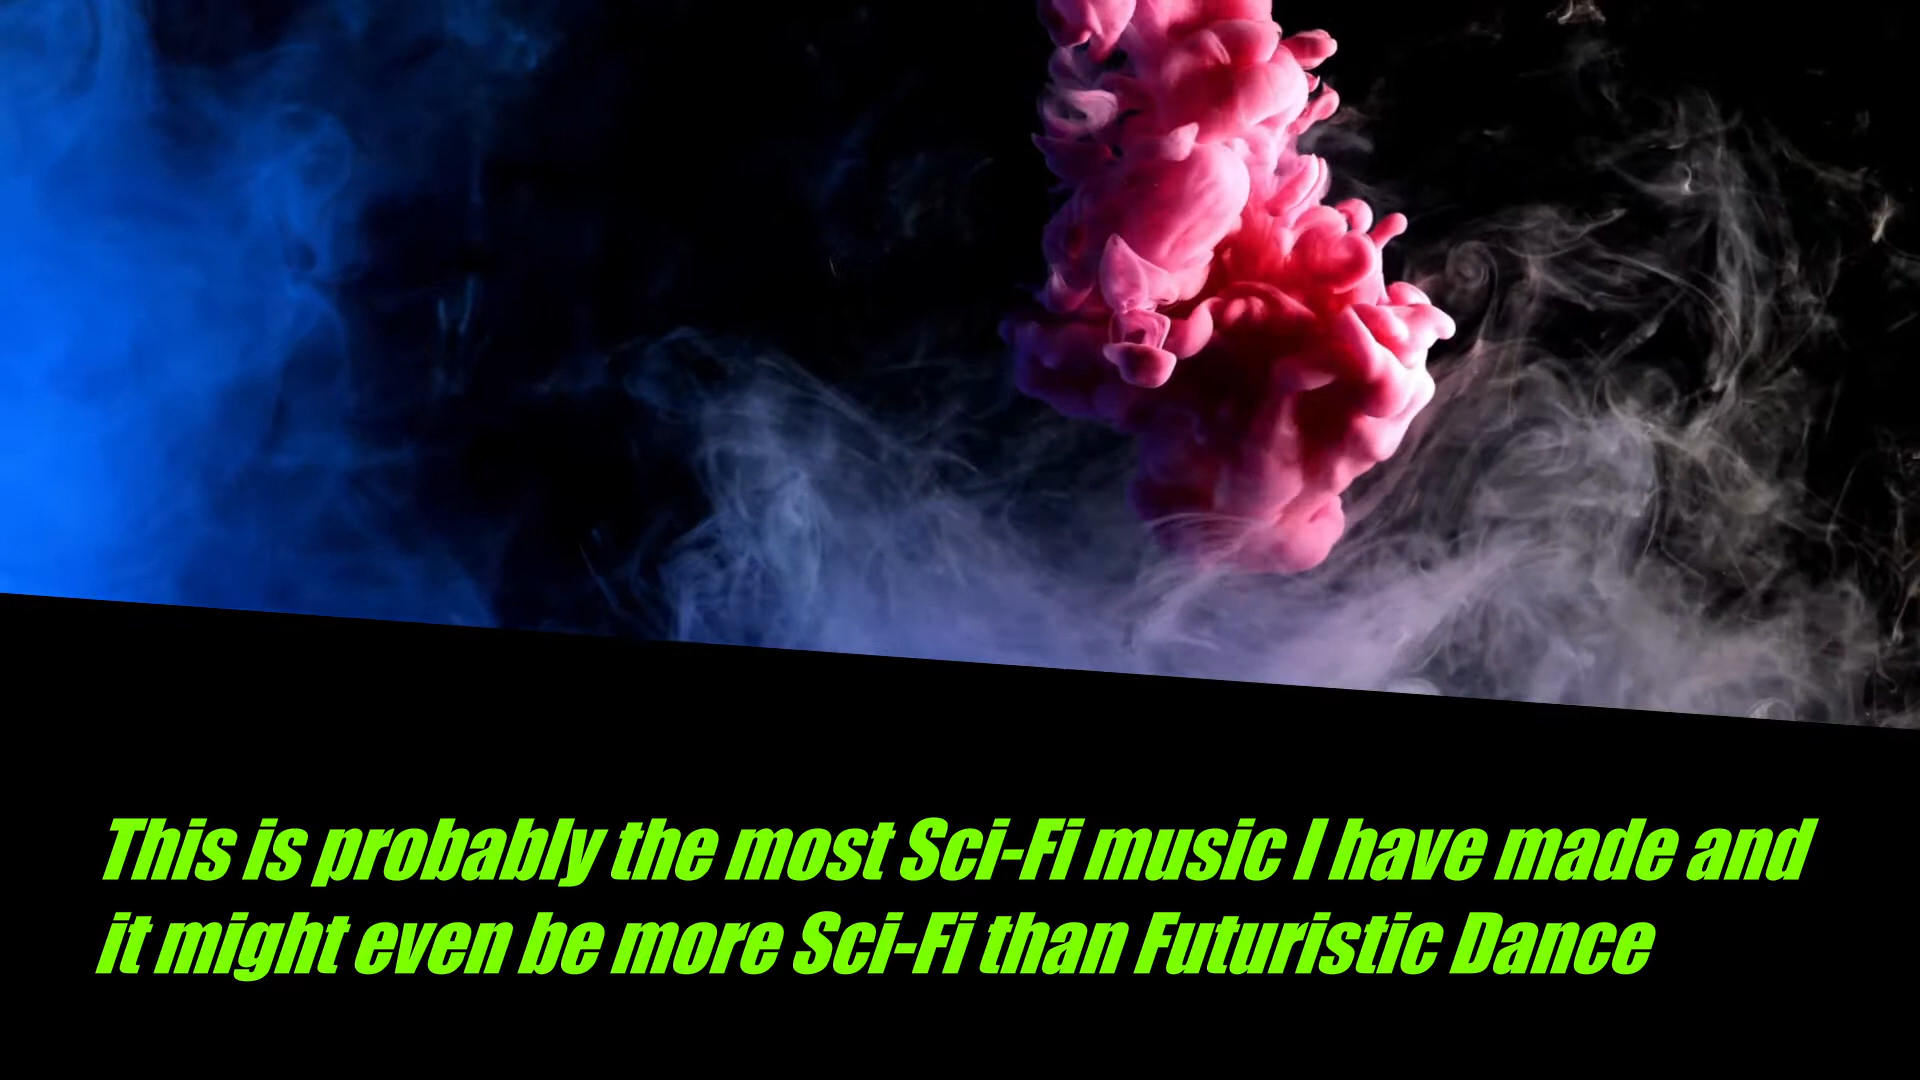 This is probably the most Sci-Fi music I have made and
it might even be more Sci-Fi than Futuristic Dance